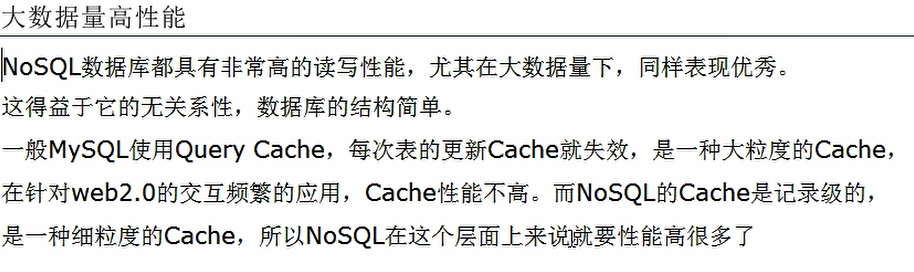 大数据量高性能
NoSQL数据库都具有非常高的读写性能，尤其在大数据量下，同样表现优秀。
这得益于它的无关系性，数据库的结构简单。
一般MySQL使用Query Cache，每次表的更新Cache就失效，是一种大粒度的Cache，
在针对web2.0的交互频繁的应用，Cache性能不高。而NoSQL的Cache是记录级的，
是一种细粒度的Cache，所以NoSQL在这个层面上来说就要性能高很多了